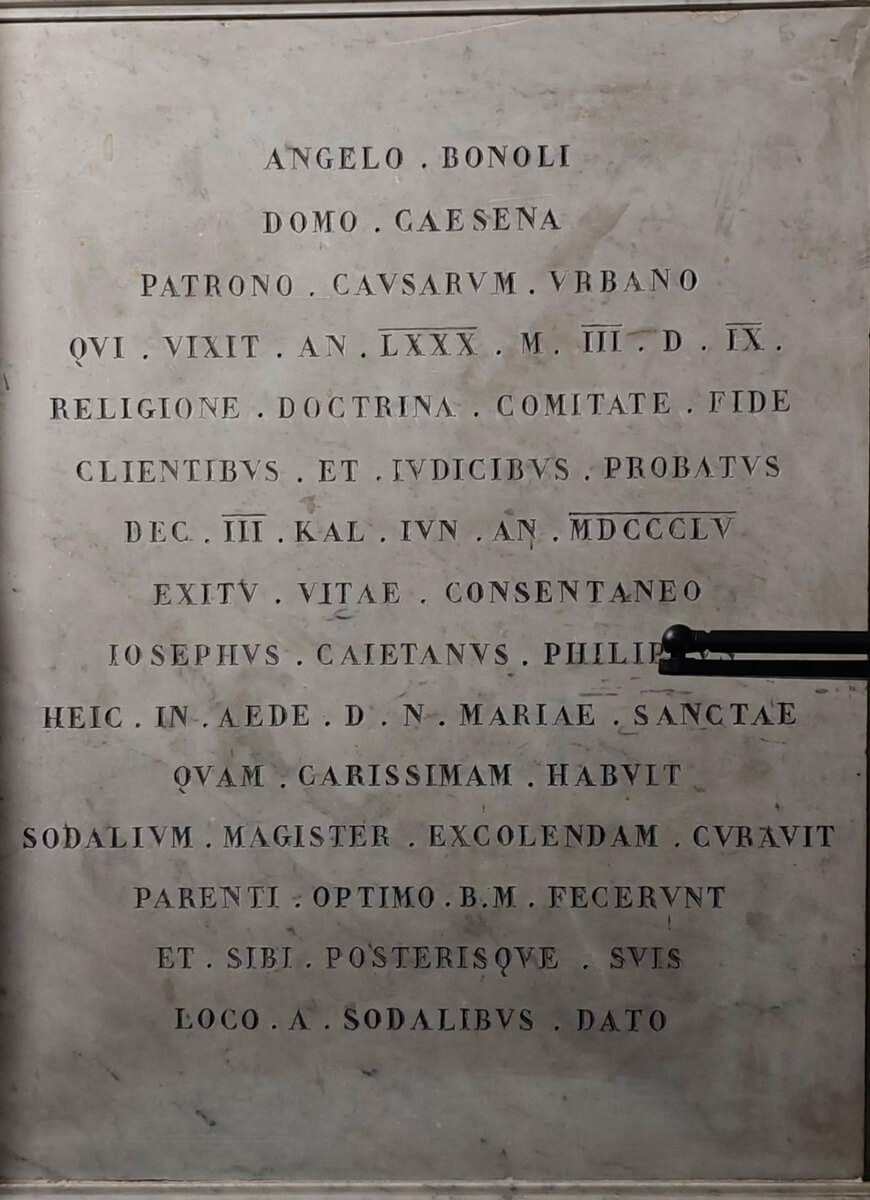 ANGELO . BONOLI
DOMO . CAESENA
PATRONO . CAVSARVM . VRBANO
QVI . VIXIT . AN . LXXX . M . III . D . IX .
RELIGIONE . DOCTRINA . COMITATE . FIDE
CLIENTIBVS . ET . IVDICIBVS . PROBATVS
DEC . III . KAL . IVN . AN . MDCCCLV
EXITV . VITAE . CONSENTANEO
IOSEPHVS . CAIETANVS .
HEIC . IN . AEDE . D . N . MARIAE . SANCTAE
QVAM . CARISSIMAM . HABVIT
SODALIVM . MAGISTER . EXCOLENDAM . CVRAVIT
PARENTI . OPTIMO . B . M . FECERVNT
ET . SIBI . POSTERISQVE . SVIS
LOCO . A . SODALIBVS . DATO